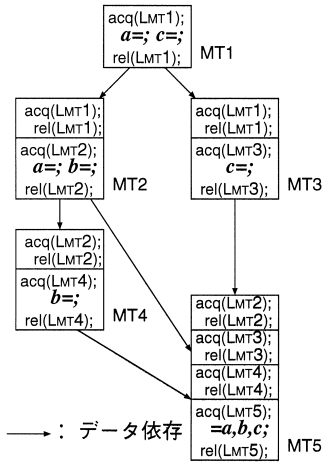 acq(LMT1);
a=; c=;
rel(LMT1);
MT1
acq(LMT1);
rel(LMT1);
acq(LMT2);
a=; b=;
rel(LMT2);
MT2
acq(LMT1);
rel(LMT1);
acq(LMT3);
c=;
rel(LMT3);
MT3
acq(LMT2);
rel(LMT2);
acq(LMT4);
b=;
rel(LMT4);
MT4
acq(LMT2);
rel(LMT2);
acq(LMT3);
rel(LMT3);
acq(LMT4);
rel(LMT4);
acq(LMT5);
=a,b,c;
rel(LMT5);
MT5
: データ依存